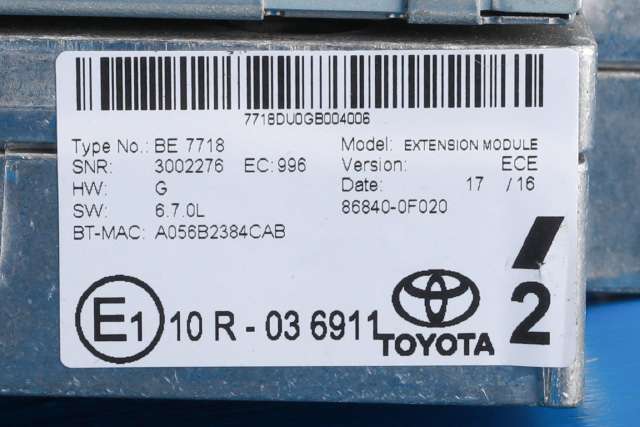 7718DU0GB004006
Type No.: BE 7718 Model: EXTENSION MODULE
SNR: 3002276 EC: 996 Version: ECE
HW: G Date: 17 / 16
SW: 6.7.0L 86840-0F020
BT-MAC: A056B2384CAB
E1 10 R - 03 6911 TOYOTA 2